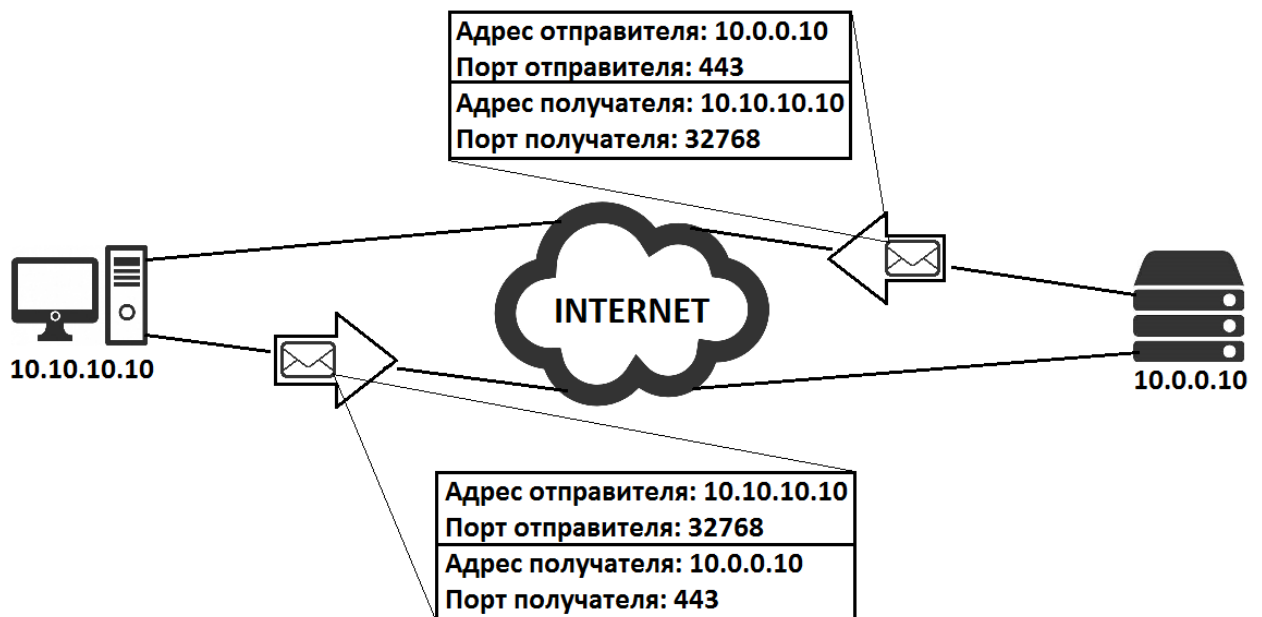 Адрес отправителя: 10.0.0.10
Порт отправителя: 443
Адрес получателя: 10.10.10.10
Порт получателя: 32768
INTERNET
10.10.10.10
10.0.0.10
Адрес отправителя: 10.10.10.10
Порт отправителя: 32768
Адрес получателя: 10.0.0.10
Порт получателя: 443